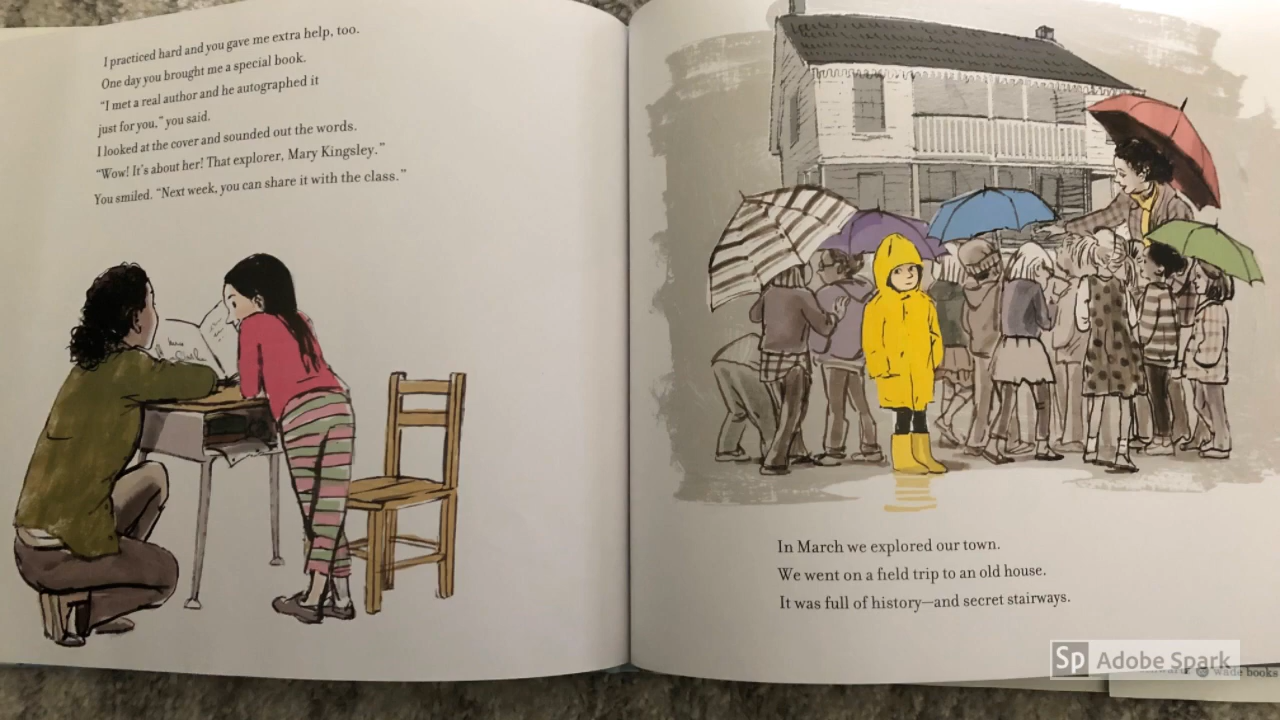 I practiced hard and you gave me extra help, too.
One day you brought me a special book.
“I met a real author and he autographed it
just for you,” you said.
I looked at the cover and sounded out the words.
“Wow! It’s about her! That explorer, Mary Kingsley.”
You smiled. “Next week, you can share it with the class.”
In March we explored our town.
We went on a field trip to an old house.
It was full of history—and secret stairways.
Sp Adobe Spark
wade books